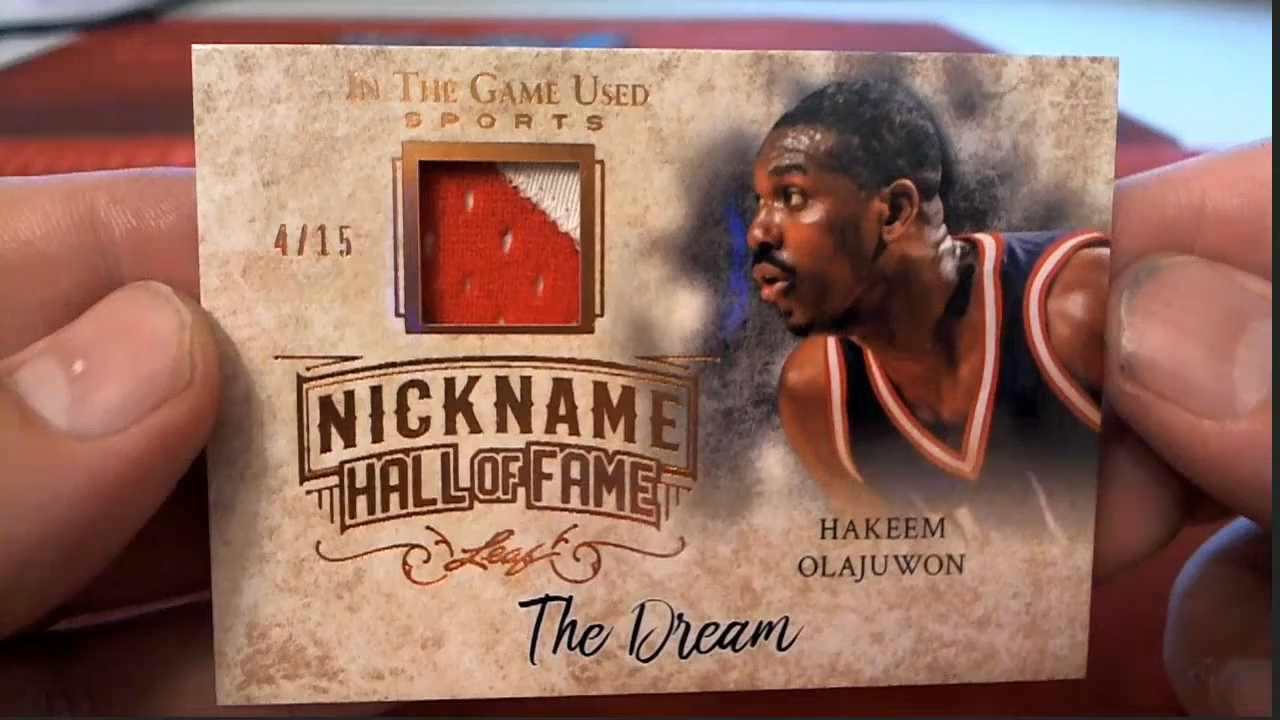 IN THE GAME USED
SPORTS
4/15
NICKNAME
HALL OF FAME
Leaf
HAKEEM
OLAJUWON
The Dream